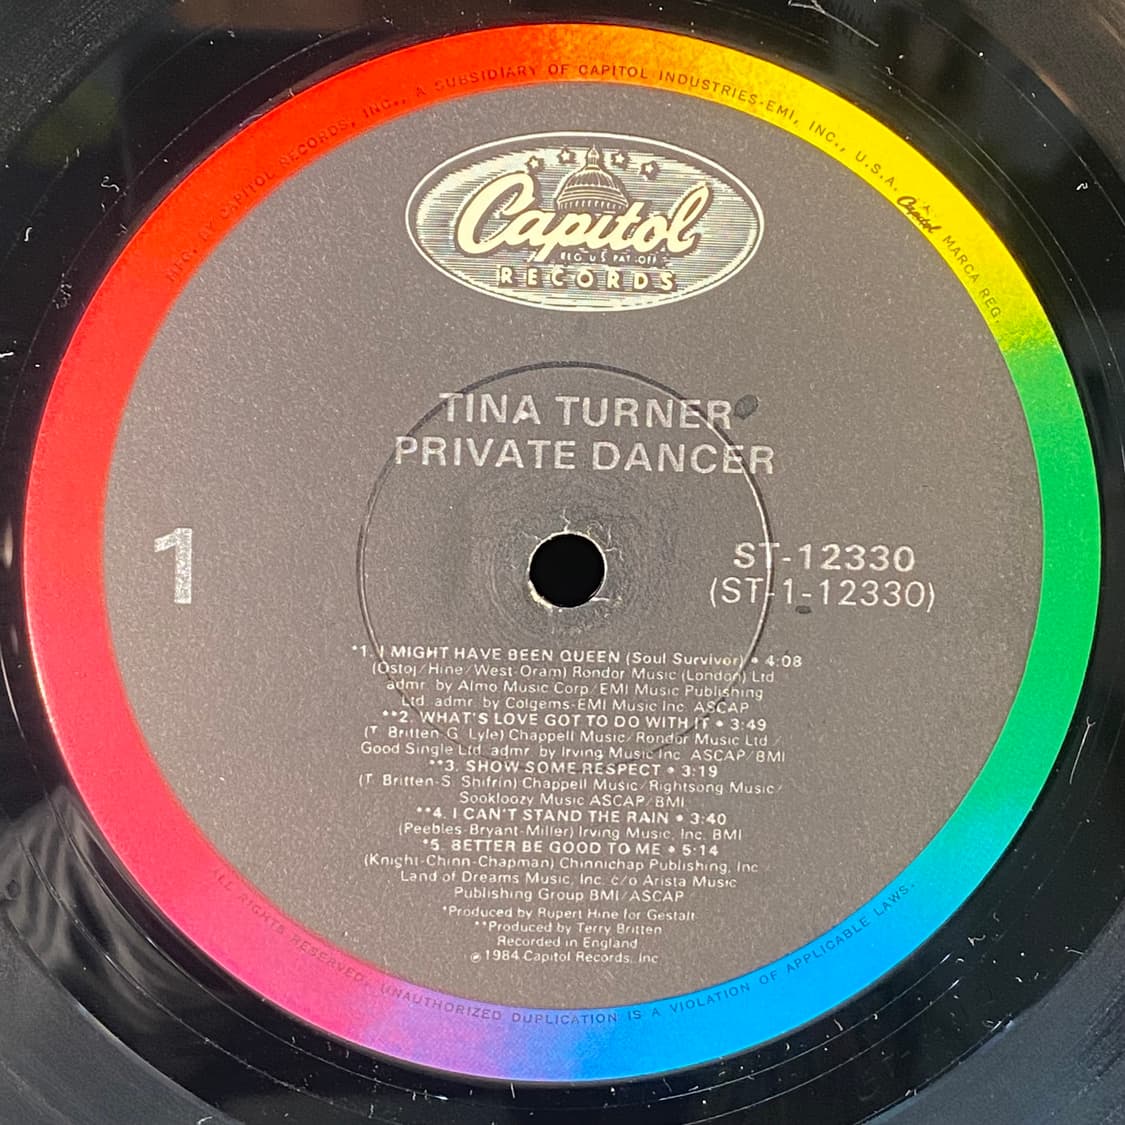 MFG. BY CAPITOL RECORDS, INC., A SUBSIDIARY OF CAPITOL INDUSTRIES-EMI, INC., U.S.A. Capitol MARCA REG.
Capitol
REG. U.S. PAT. OFF.
RECORDS
TINA TURNER
PRIVATE DANCER
1
ST-12330
(ST-1-12330)
*1. I MIGHT HAVE BEEN QUEEN (Soul Survivor) • 4:08
(Ostoj/Hine/West-Oram) Rondor Music (London) Ltd.
admr. by Almo Music Corp/EMI Music Publishing
Ltd. admr. by Colgems-EMI Music Inc. ASCAP
**2. WHAT'S LOVE GOT TO DO WITH IT • 3:49
(T. Britten-G. Lyle) Chappell Music/Rondor Music Ltd./
Good Single Ltd. admr. by Irving Music Inc. ASCAP/BMI
**3. SHOW SOME RESPECT • 3:19
(T. Britten-S. Shifrin) Chappell Music/Rightsong Music/
Sookloozy Music ASCAP/BMI
**4. I CAN'T STAND THE RAIN • 3:40
(Peebles-Bryant-Miller) Irving Music, Inc. BMI
*5. BETTER BE GOOD TO ME • 5:14
(Knight-Chinn-Chapman) Chinnichap Publishing, Inc.
Land of Dreams Music, Inc. c/o Arista Music
Publishing Group BMI/ASCAP
*Produced by Rupert Hine for Gestalt
**Produced by Terry Britten
Recorded in England
℗ 1984 Capitol Records, Inc.
ALL RIGHTS RESERVED. UNAUTHORIZED DUPLICATION IS A VIOLATION OF APPLICABLE LAWS.